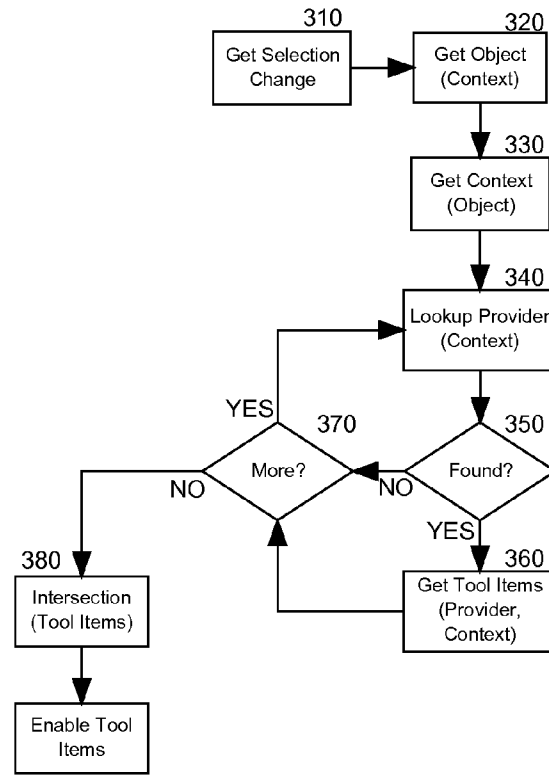 310
Get Selection
Change
320
Get Object
(Context)
330
Get Context
(Object)
340
Lookup Provider
(Context)
350
Found?
NO
YES
360
Get Tool Items
(Provider,
Context)
370
More?
YES
NO
380
Intersection
(Tool Items)
Enable Tool
Items